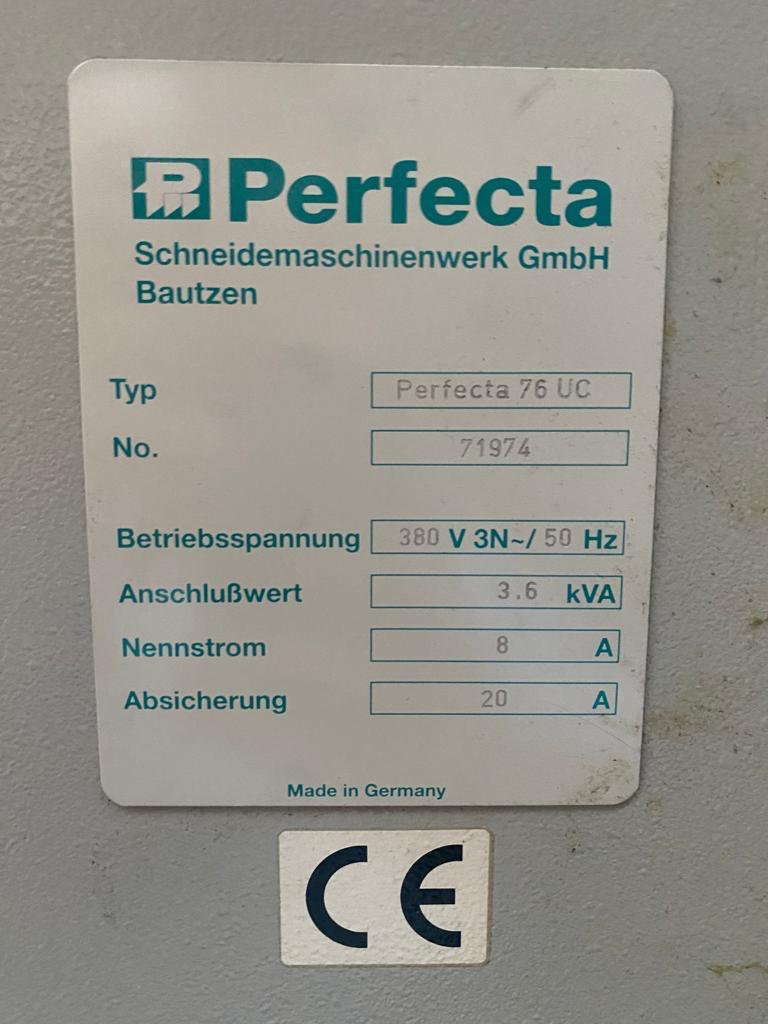 Perfecta
Schneidemaschinenwerk GmbH
Bautzen
Typ Perfecta 76 UC
No. 71974
Betriebsspannung 380 V 3N~/ 50 Hz
Anschlußwert 3.6 kVA
Nennstrom 8 A
Absicherung 20 A
Made in Germany
CE